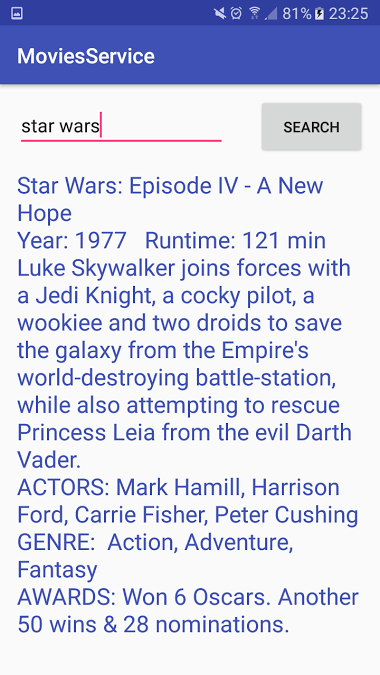 81% 23:25
MoviesService
star wars SEARCH
Star Wars: Episode IV - A New
Hope
Year: 1977   Runtime: 121 min
Luke Skywalker joins forces with
a Jedi Knight, a cocky pilot, a
wookiee and two droids to save
the galaxy from the Empire's
world-destroying battle-station,
while also attempting to rescue
Princess Leia from the evil Darth
Vader.
ACTORS: Mark Hamill, Harrison
Ford, Carrie Fisher, Peter Cushing
GENRE:  Action, Adventure,
Fantasy
AWARDS: Won 6 Oscars. Another
50 wins & 28 nominations.